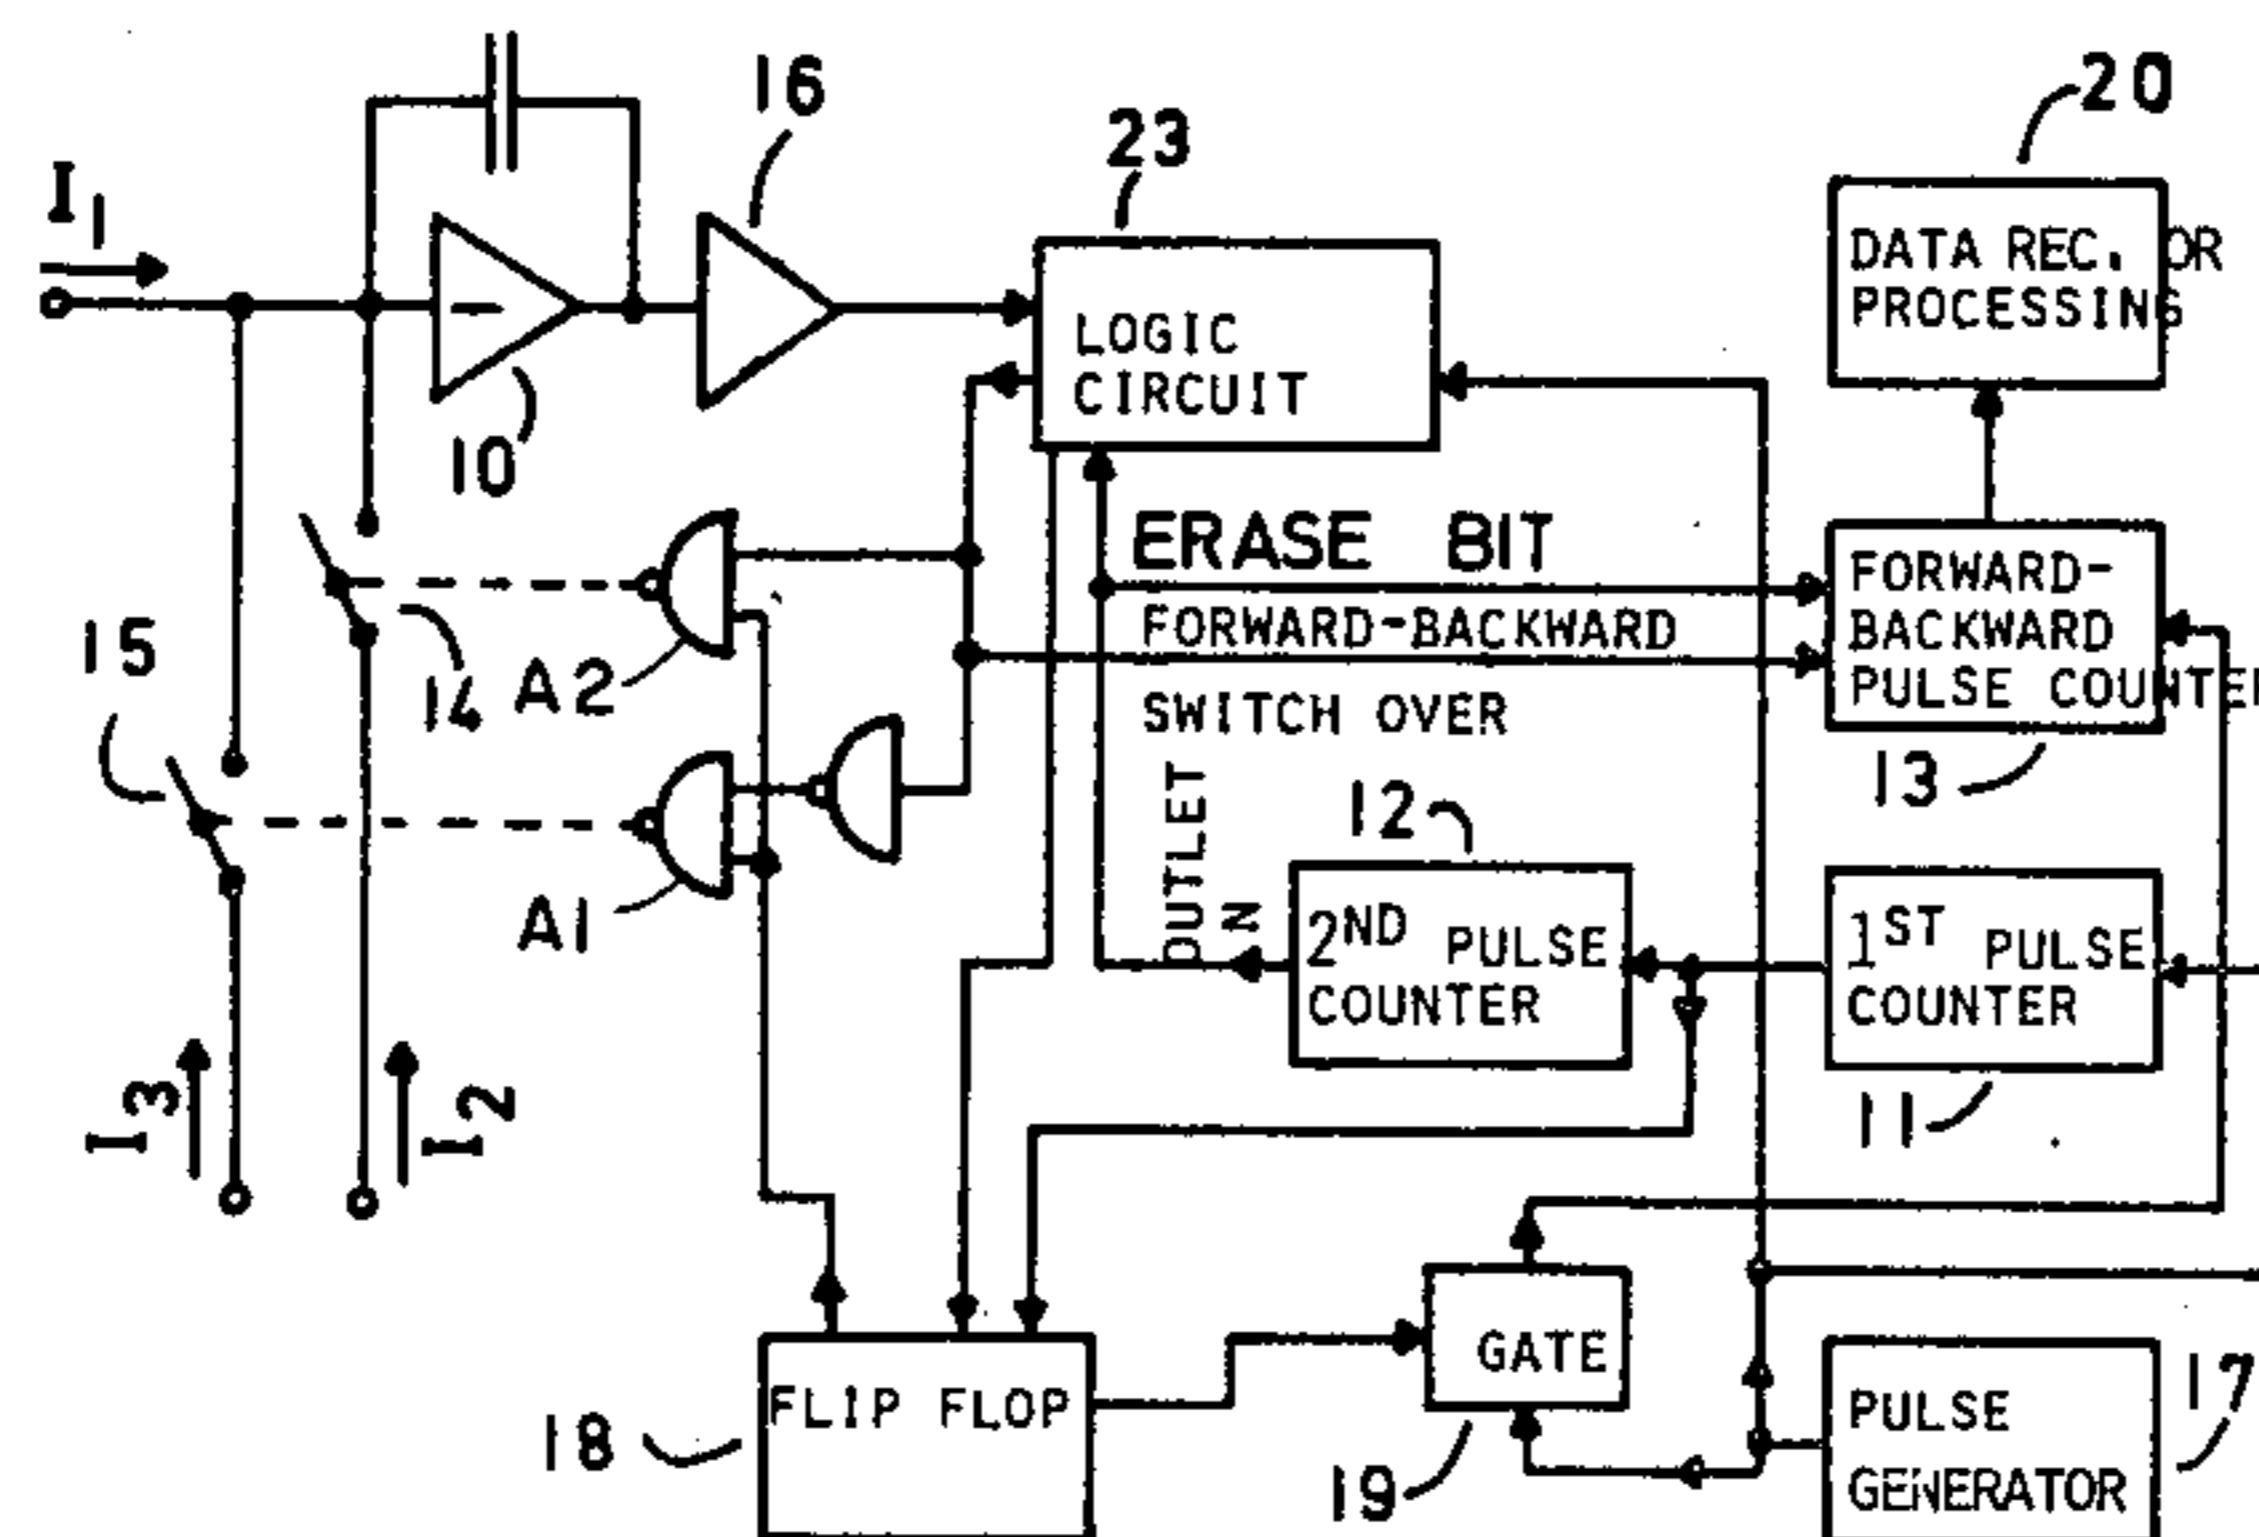 I1
16
23
20
DATA REC. OR
PROCESSING
LOGIC
CIRCUIT
10
ERASE BIT
FORWARD-BACKWARD
SWITCH OVER
FORWARD-
BACKWARD
PULSE COUNTER
13
15
14
A2
A1
OUTLET
N
12
2ND PULSE
COUNTER
1ST PULSE
COUNTER
11
I3
I2
FLIP FLOP
18
GATE
19
PULSE
GENERATOR
17